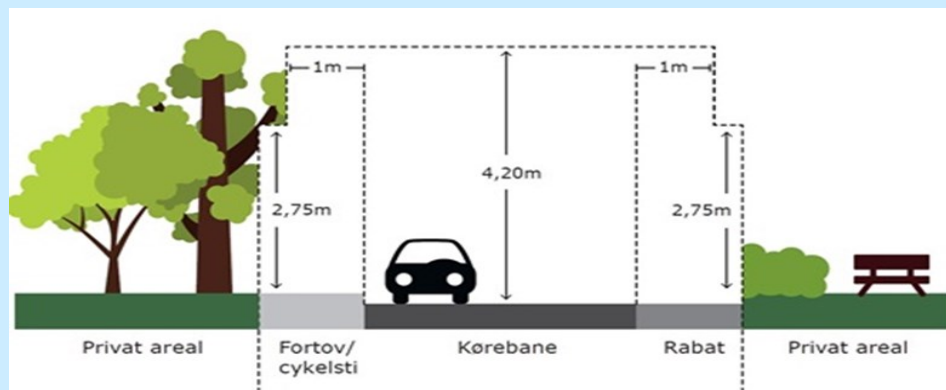 1m
1m
4,20m
2,75m
2,75m
Privat areal
Fortov/
cykelsti
Kørebane
Rabat
Privat areal